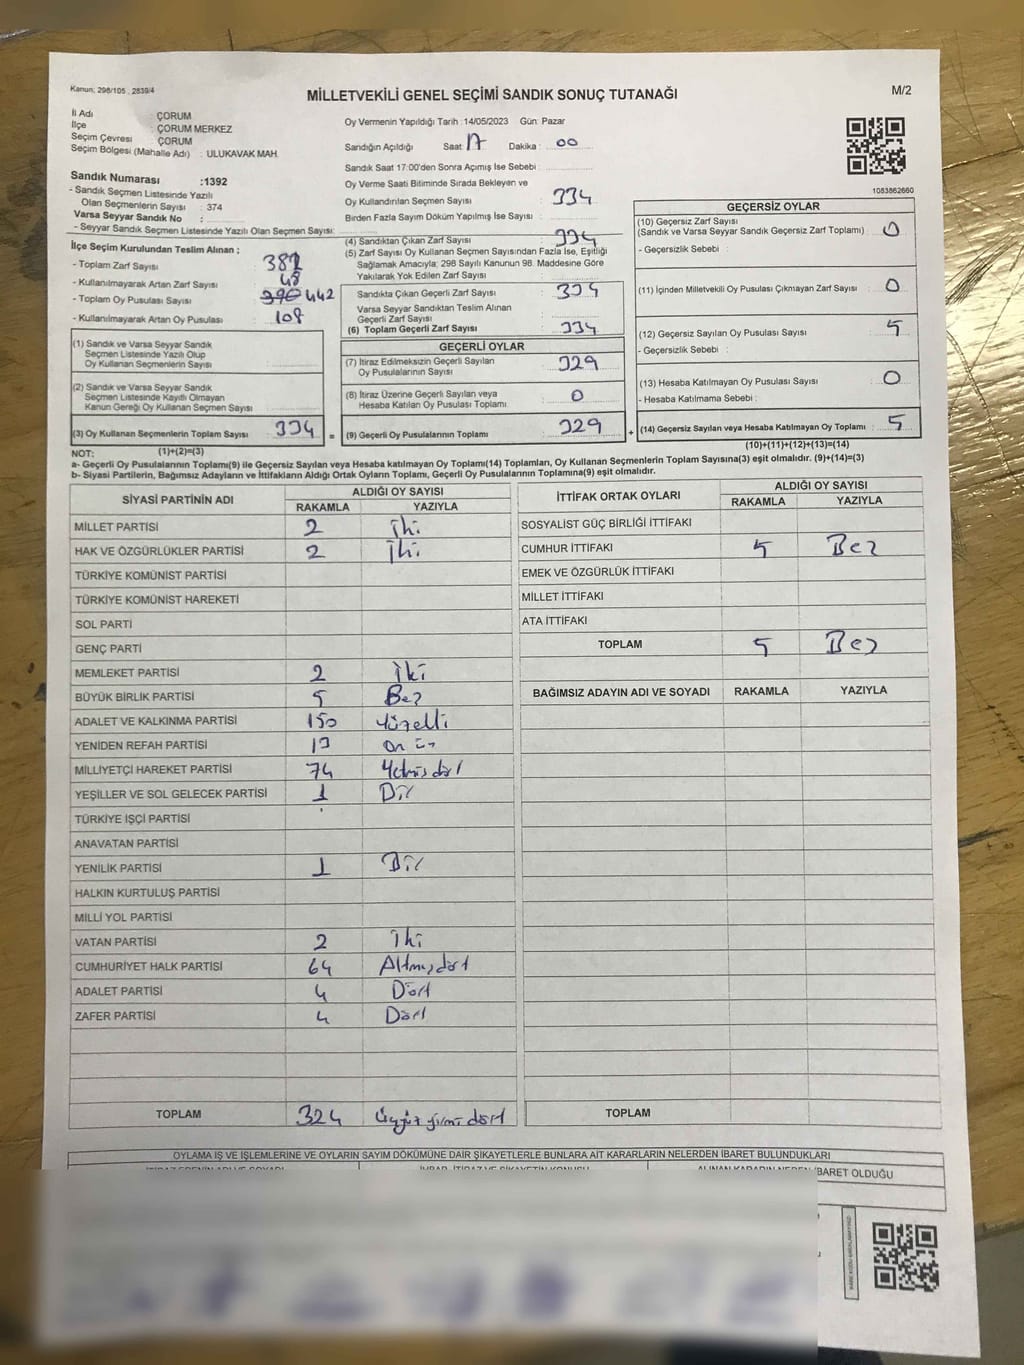 Kanun; 298/105 , 2839/4
MİLLETVEKİLİ GENEL SEÇİMİ SANDIK SONUÇ TUTANAĞI
M/2
İl Adı : ÇORUM
İlçe : ÇORUM MERKEZ
Seçim Çevresi : ÇORUM
Seçim Bölgesi (Mahalle Adı) : ULUKAVAK MAH.
Sandık Numarası :1392
- Sandık Seçmen Listesinde Yazılı
Olan Seçmenlerin Sayısı : 374
Varsa Seyyar Sandık No :
- Seyyar Sandık Seçmen Listesinde Yazılı Olan Seçmen Sayısı:
İlçe Seçim Kurulundan Teslim Alınan :
- Toplam Zarf Sayısı 382
- Kullanılmayarak Artan Zarf Sayısı 48
- Toplam Oy Pusulası Sayısı 390 442
- Kullanılmayarak Artan Oy Pusulası : 108
(1) Sandık ve Varsa Seyyar Sandık
Seçmen Listesinde Yazılı Olup
Oy Kullanan Seçmenlerin Sayısı :
(2) Sandık ve Varsa Seyyar Sandık
Seçmen Listesinde Kayıtlı Olmayan
Kanun Gereği Oy Kullanan Seçmen Sayısı :
(3) Oy Kullanan Seçmenlerin Toplam Sayısı : 334
(1)+(2)=(3)
Oy Vermenin Yapıldığı Tarih :14/05/2023 Gün: Pazar
Sandığın Açıldığı Saat : 17 Dakika : 00
Sandık Saat 17:00'den Sonra Açımış İse Sebebi :
Oy Verme Saati Bitiminde Sırada Bekleyen ve
Oy Kullandırılan Seçmen Sayısı : 334
Birden Fazla Sayım Döküm Yapılmış İse Sayısı :
(4) Sandıktan Çıkan Zarf Sayısı : 334
(5) Zarf Sayısı Oy Kullanan Seçmen Sayısından Fazla İse, Eşitliği
Sağlamak Amacıyla; 298 Sayılı Kanunun 98. Maddesine Göre
Yakılarak Yok Edilen Zarf Sayısı :
Sandıkta Çıkan Geçerli Zarf Sayısı : 334
Varsa Seyyar Sandıktan Teslim Alınan
Geçerli Zarf Sayısı :
(6) Toplam Geçerli Zarf Sayısı : 334
GEÇERLİ OYLAR
(7) İtiraz Edilmeksizin Geçerli Sayılan
Oy Pusulalarının Sayısı : 329
(8) İtiraz Üzerine Geçerli Sayılan veya
Hesaba Katılan Oy Pusulası Toplamı : 0
= (9) Geçerli Oy Pusulalarının Toplamı : 329
1083862660
GEÇERSİZ OYLAR
(10) Geçersiz Zarf Sayısı
(Sandık ve Varsa Seyyar Sandık Geçersiz Zarf Toplamı) : 0
- Geçersizlik Sebebi :
(11) İçinden Milletvekili Oy Pusulası Çıkmayan Zarf Sayısı : 0
(12) Geçersiz Sayılan Oy Pusulası Sayısı : 5
- Geçersizlik Sebebi :
(13) Hesaba Katılmayan Oy Pusulası Sayısı : 0
- Hesaba Katılmama Sebebi :
+ (14) Geçersiz Sayılan veya Hesaba Katılmayan Oy Toplamı : 5
(10)+(11)+(12)+(13)=(14)
NOT:
a- Geçerli Oy Pusulalarının Toplamı(9) ile Geçersiz Sayılan veya Hesaba katılmayan Oy Toplamı(14) Toplamları, Oy Kullanan Seçmenlerin Toplam Sayısına(3) eşit olmalıdır. (9)+(14)=(3)
b- Siyasi Partilerin, Bağımsız Adayların ve İttifakların Aldığı Ortak Oyların Toplamı, Geçerli Oy Pusulalarının Toplamına(9) eşit olmalıdır.
SİYASİ PARTİNİN ADI ALDIĞI OY SAYISI
RAKAMLA YAZIYLA
MİLLET PARTİSİ 2 İki
HAK VE ÖZGÜRLÜKLER PARTİSİ 2 İki
TÜRKİYE KOMÜNİST PARTİSİ
TÜRKİYE KOMÜNİST HAREKETİ
SOL PARTİ
GENÇ PARTİ
MEMLEKET PARTİSİ 2 İki
BÜYÜK BİRLİK PARTİSİ 5 Beş
ADALET VE KALKINMA PARTİSİ 150 Yüzelli
YENİDEN REFAH PARTİSİ 13 On üç
MİLLİYETÇİ HAREKET PARTİSİ 74 Yetmiş dört
YEŞİLLER VE SOL GELECEK PARTİSİ 1 Bir
TÜRKİYE İŞÇİ PARTİSİ
ANAVATAN PARTİSİ
YENİLİK PARTİSİ 1 Bir
HALKIN KURTULUŞ PARTİSİ
MİLLİ YOL PARTİSİ
VATAN PARTİSİ 2 İki
CUMHURİYET HALK PARTİSİ 64 Altmış dört
ADALET PARTİSİ 4 Dört
ZAFER PARTİSİ 4 Dört
TOPLAM 324 Üçyüz yirmi dört
İTTİFAK ORTAK OYLARI ALDIĞI OY SAYISI
RAKAMLA YAZIYLA
SOSYALİST GÜÇ BİRLİĞİ İTTİFAKI
CUMHUR İTTİFAKI 5 Beş
EMEK VE ÖZGÜRLÜK İTTİFAKI
MİLLET İTTİFAKI
ATA İTTİFAKI
TOPLAM 5 Beş
BAĞIMSIZ ADAYIN ADI VE SOYADI RAKAMLA YAZIYLA
TOPLAM
OYLAMA İŞ VE İŞLEMLERİNE VE OYLARIN SAYIM DÖKÜMÜNE DAİR ŞİKAYETLERLE BUNLARA AİT KARARLARIN NELERDEN İBARET BULUNDUKLARI
İBARET OLDUĞU